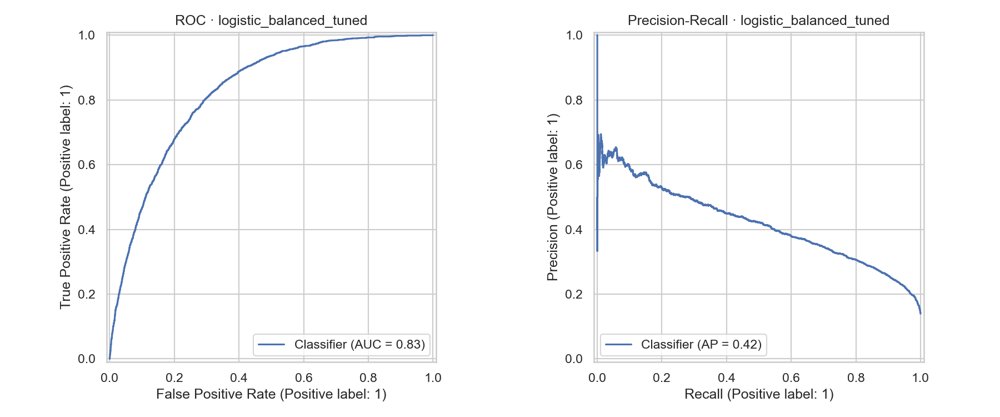 ROC · logistic_balanced_tuned
True Positive Rate (Positive label: 1)
1.0
0.8
0.6
0.4
0.2
0.0
Classifier (AUC = 0.83)
0.0 0.2 0.4 0.6 0.8 1.0
False Positive Rate (Positive label: 1)
Precision-Recall · logistic_balanced_tuned
Precision (Positive label: 1)
1.0
0.8
0.6
0.4
0.2
0.0
Classifier (AP = 0.42)
0.0 0.2 0.4 0.6 0.8 1.0
Recall (Positive label: 1)